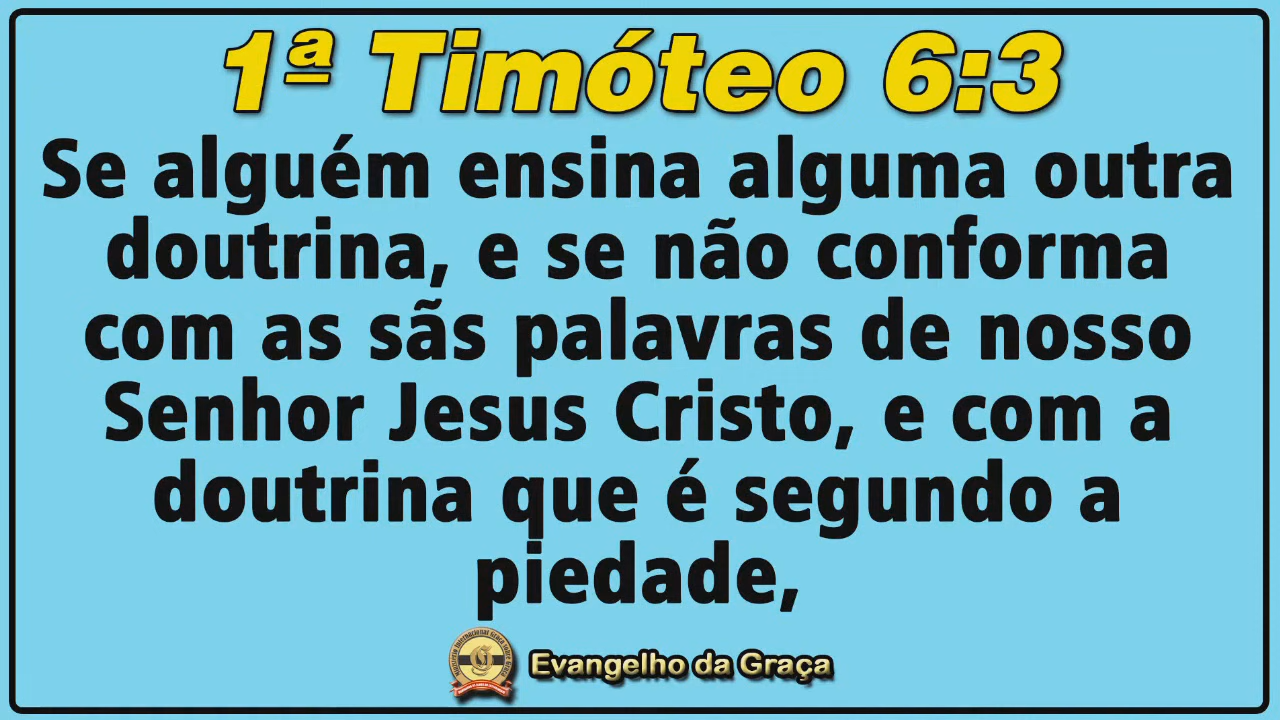 1ª Timóteo 6:3
Se alguém ensina alguma outra
doutrina, e se não conforma
com as sãs palavras de nosso
Senhor Jesus Cristo, e com a
doutrina que é segundo a
piedade,
Evangelho da Graça